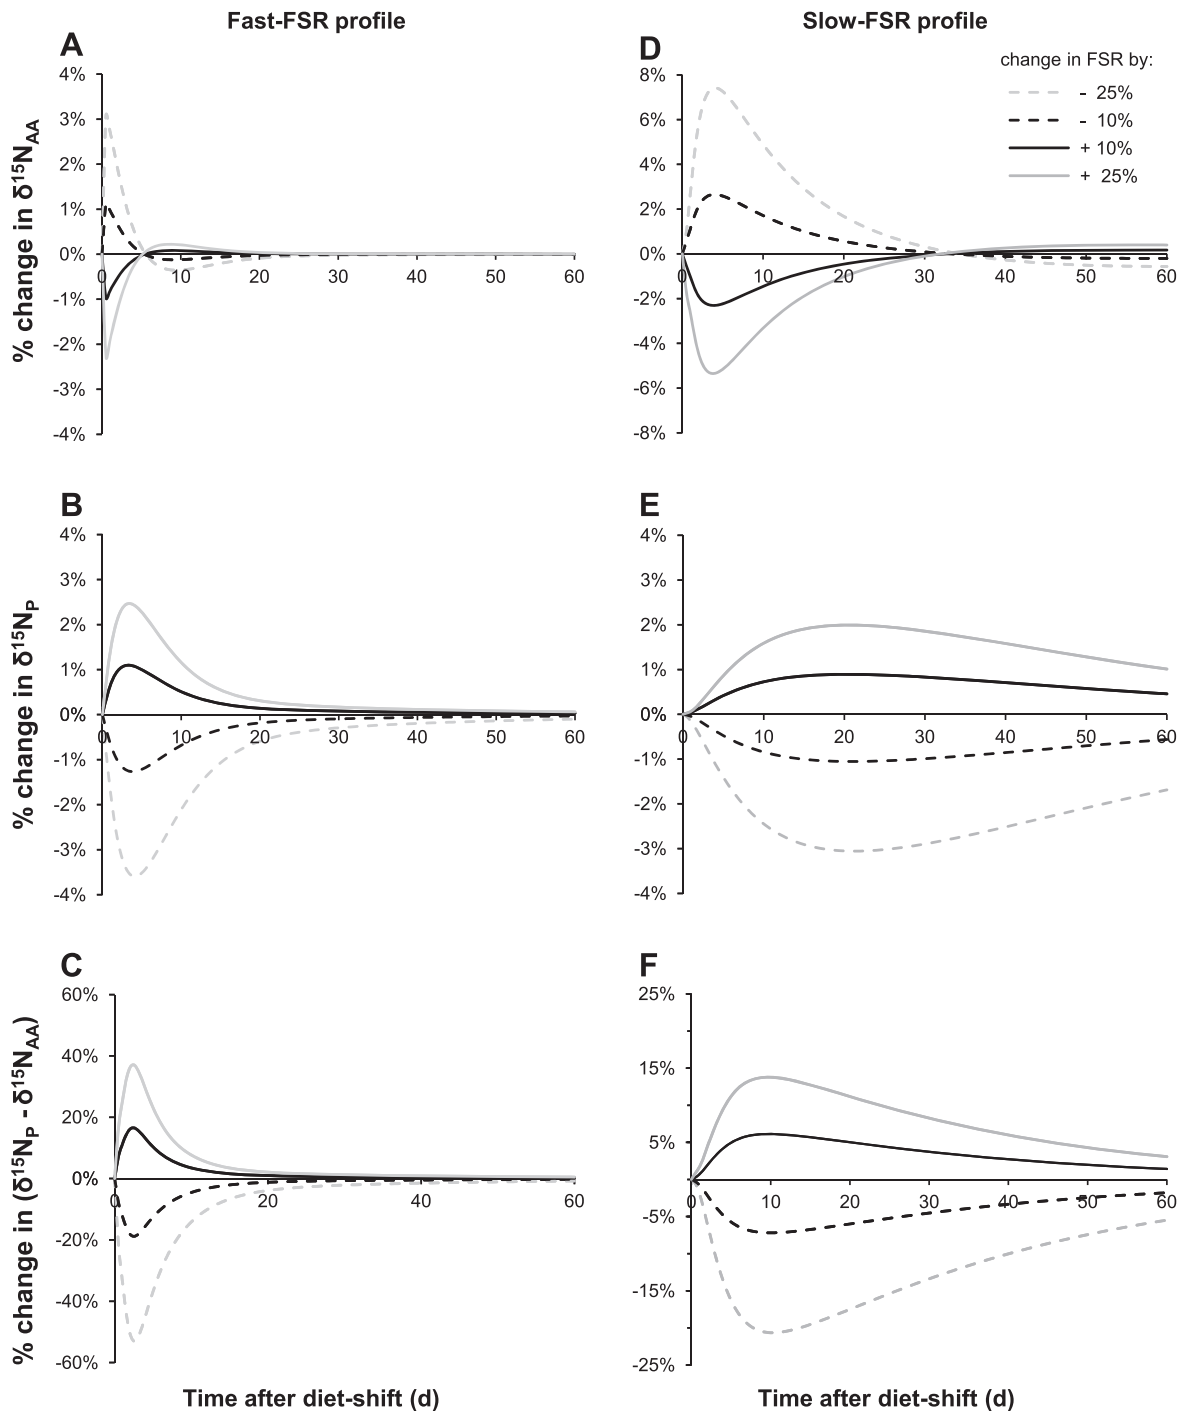 Fast-FSR profile
Slow-FSR profile
A
% change in δ¹⁵N_AA
4%
3%
2%
1%
0%
-1%
-2%
-3%
-4%
0 10 20 30 40 50 60
D
change in FSR by:
- 25%
- 10%
+ 10%
+ 25%
8%
6%
4%
2%
0%
-2%
-4%
-6%
-8%
0 10 20 30 40 50 60
B
% change in δ¹⁵N_P
4%
3%
2%
1%
0%
-1%
-2%
-3%
-4%
0 10 20 30 40 50 60
E
4%
3%
2%
1%
0%
-1%
-2%
-3%
-4%
0 10 20 30 40 50 60
C
% change in (δ¹⁵N_P - δ¹⁵N_AA)
60%
40%
20%
0%
-20%
-40%
-60%
0 20 40 60
Time after diet-shift (d)
F
25%
15%
5%
-5%
-15%
-25%
0 10 20 30 40 50 60
Time after diet-shift (d)